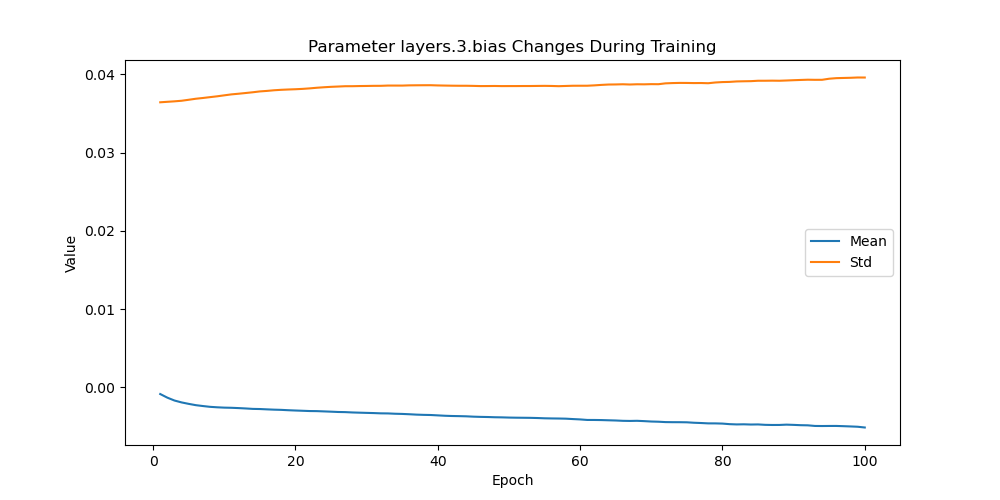 Parameter layers.3.bias Changes During Training
0.04
0.03
0.02
0.01
0.00
Value
Mean
Std
0 20 40 60 80 100
Epoch